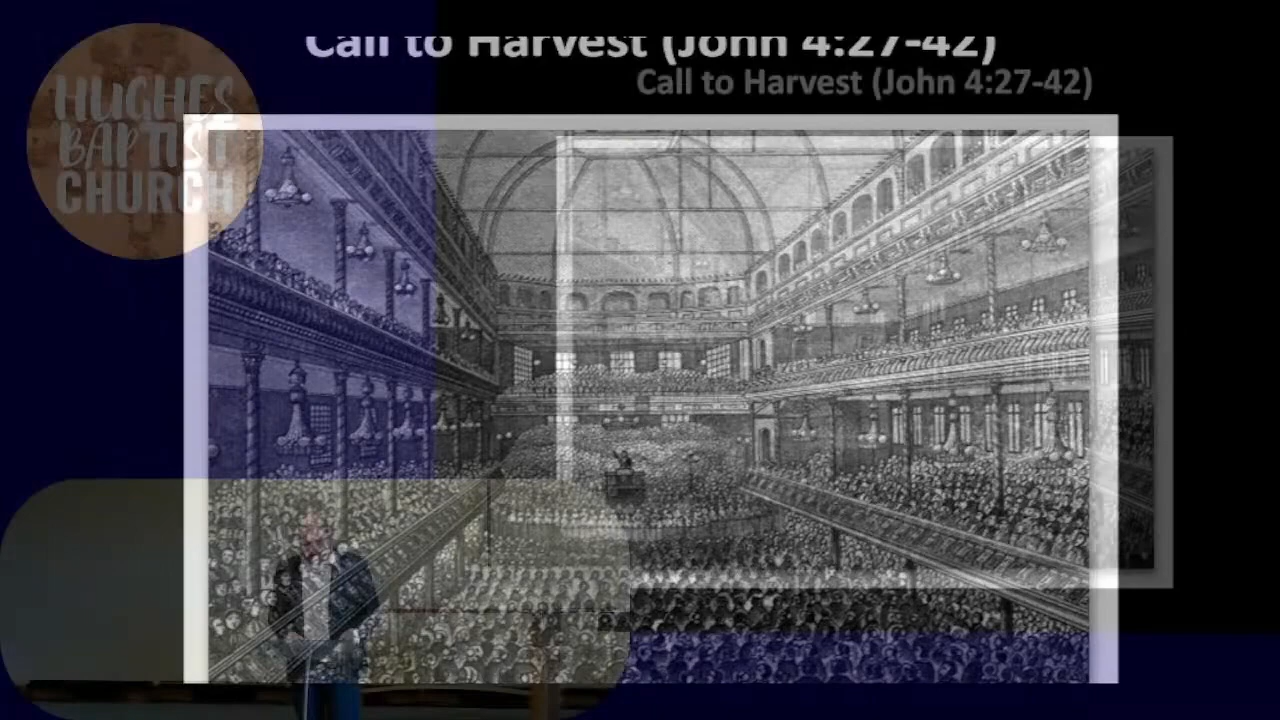 Call to Harvest (John 4:27-42)
Call to Harvest (John 4:27-42)
HUGHES
BAPTIST
CHURCH